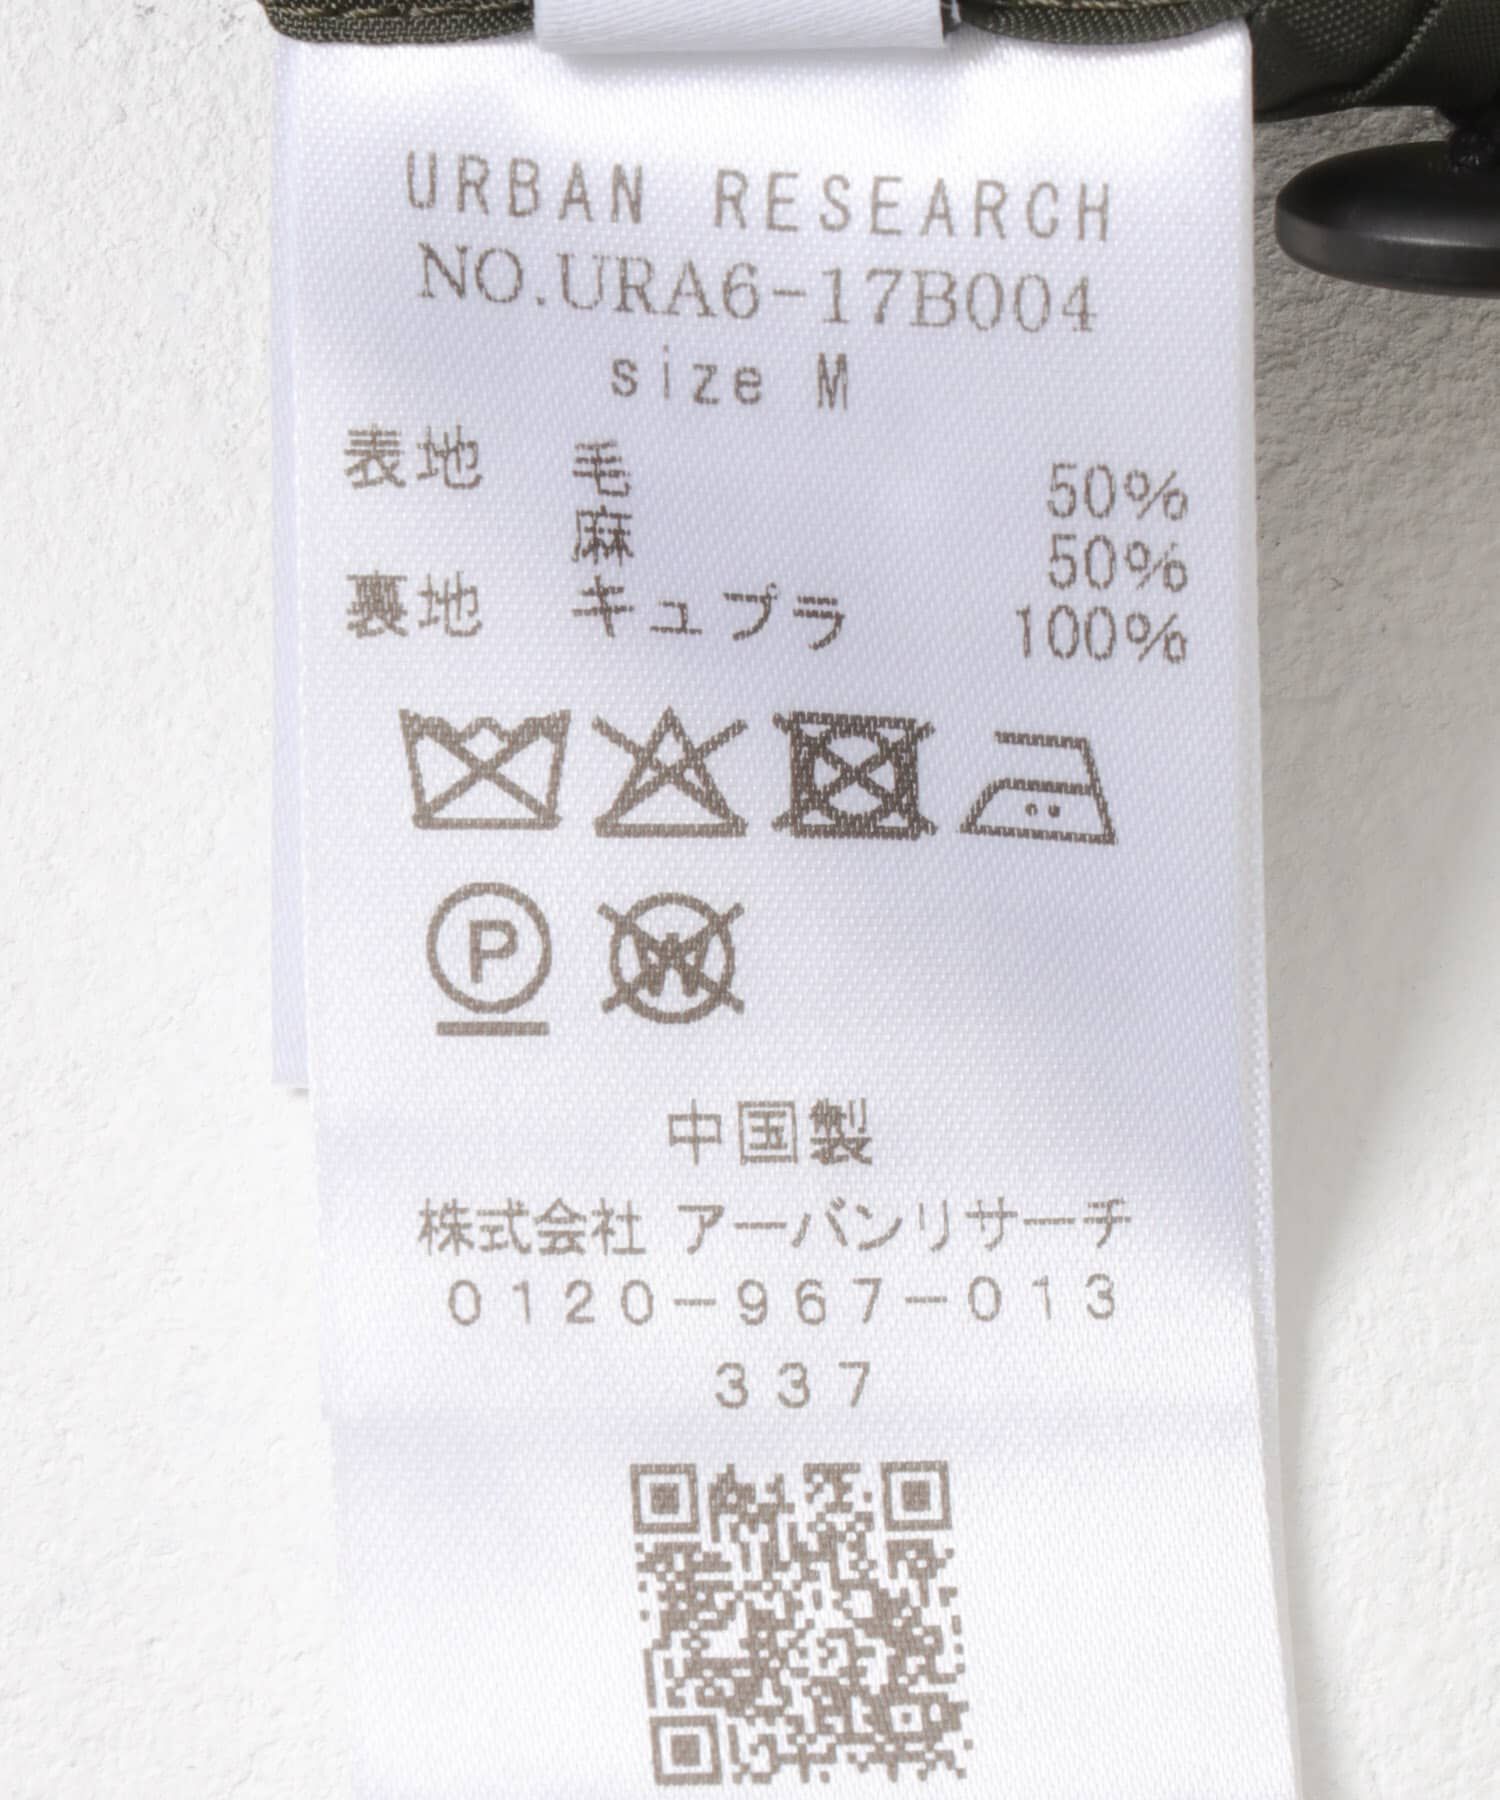 URBAN RESEARCH
NO.URA6-17B004
size M
表地 毛 50%
麻 50%
裏地 キュプラ 100%
P
W
中国製
株式会社 アーバンリサーチ
0120-967-013
337